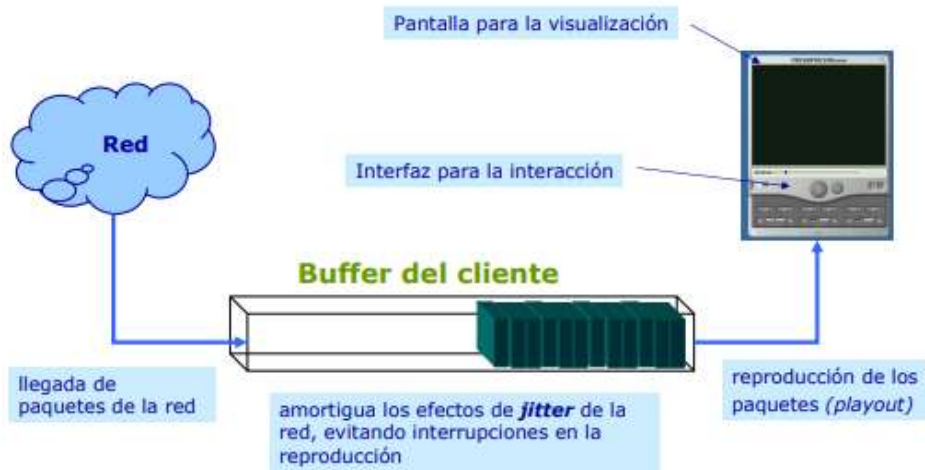 Pantalla para la visualización
Red
Interfaz para la interacción
Buffer del cliente
llegada de
paquetes de la red
amortigua los efectos de jitter de la
red, evitando interrupciones en la
reproducción
reproducción de los
paquetes (playout)